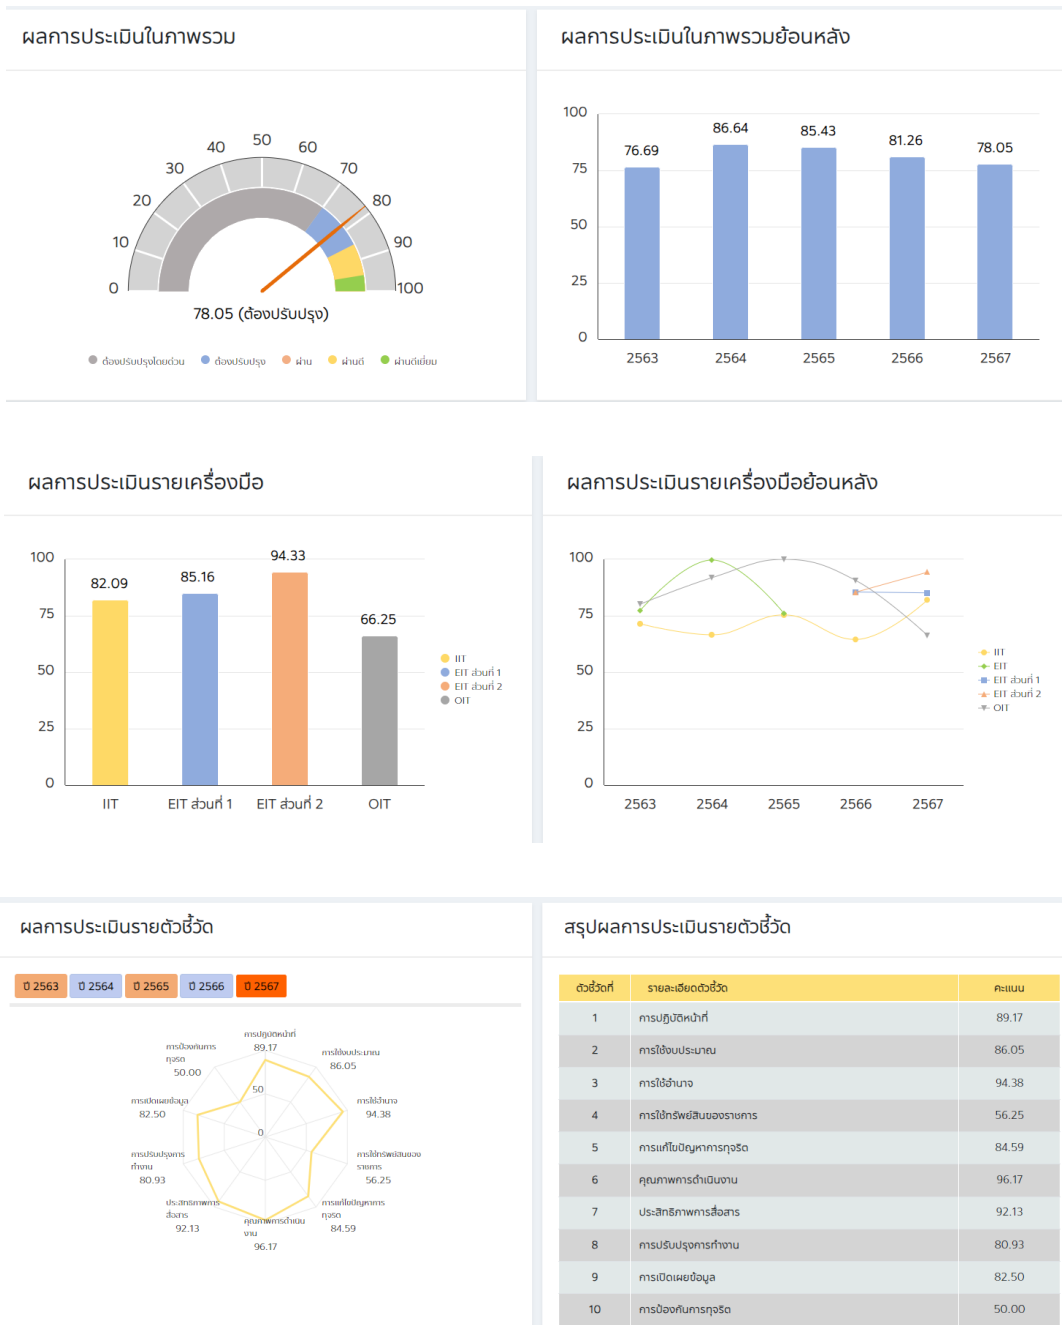 ผลการประเมินในภาพรวม
50
40
60
30
70
20
80
10
90
0
100
78.05 (ต้องปรับปรุง)
ต้องปรับปรุงโดยด่วน
ต้องปรับปรุง
ผ่าน
ผ่านดี
ผ่านดีเยี่ยม
ผลการประเมินในภาพรวมย้อนหลัง
100
75
50
25
0
76.69
86.64
85.43
81.26
78.05
2563
2564
2565
2566
2567
ผลการประเมินรายเครื่องมือ
100
75
50
25
0
82.09
85.16
94.33
66.25
IIT
EIT ส่วนที่ 1
EIT ส่วนที่ 2
OIT
IIT
EIT ส่วนที่ 1
EIT ส่วนที่ 2
OIT
ผลการประเมินรายเครื่องมือย้อนหลัง
100
75
50
25
0
2563
2564
2565
2566
2567
IIT
EIT
EIT ส่วนที่ 1
EIT ส่วนที่ 2
OIT
ผลการประเมินรายตัวชี้วัด
ปี 2563
ปี 2564
ปี 2565
ปี 2566
ปี 2567
การปฏิบัติหน้าที่
89.17
การใช้งบประมาณ
86.05
การใช้อำนาจ
94.38
การใช้ทรัพย์สินของ
ราชการ
56.25
การแก้ไขปัญหาการ
ทุจริต
84.59
คุณภาพการดำเนิน
งาน
96.17
ประสิทธิภาพการ
สื่อสาร
92.13
การปรับปรุงการ
ทำงาน
80.93
การเปิดเผยข้อมูล
82.50
การป้องกันการ
ทุจริต
50.00
50
0
สรุปผลการประเมินรายตัวชี้วัด
ตัวชี้วัดที่ รายละเอียดตัวชี้วัด คะแนน
1 การปฏิบัติหน้าที่ 89.17
2 การใช้งบประมาณ 86.05
3 การใช้อำนาจ 94.38
4 การใช้ทรัพย์สินของราชการ 56.25
5 การแก้ไขปัญหาการทุจริต 84.59
6 คุณภาพการดำเนินงาน 96.17
7 ประสิทธิภาพการสื่อสาร 92.13
8 การปรับปรุงการทำงาน 80.93
9 การเปิดเผยข้อมูล 82.50
10 การป้องกันการทุจริต 50.00